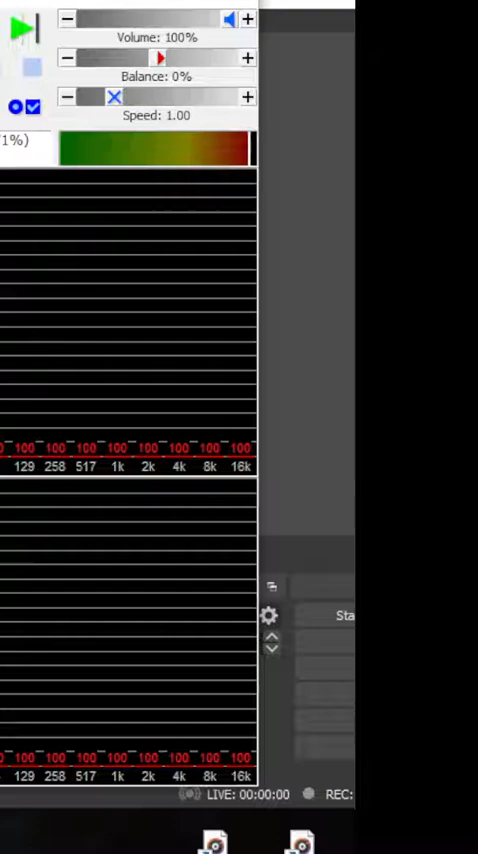 Volume: 100%
Balance: 0%
Speed: 1.00
1%)
100 100 100 100 100 100 100 100
129 258 517 1k 2k 4k 8k 16k
Sta
100 100 100 100 100 100 100 100
129 258 517 1k 2k 4k 8k 16k
LIVE: 00:00:00 REC: